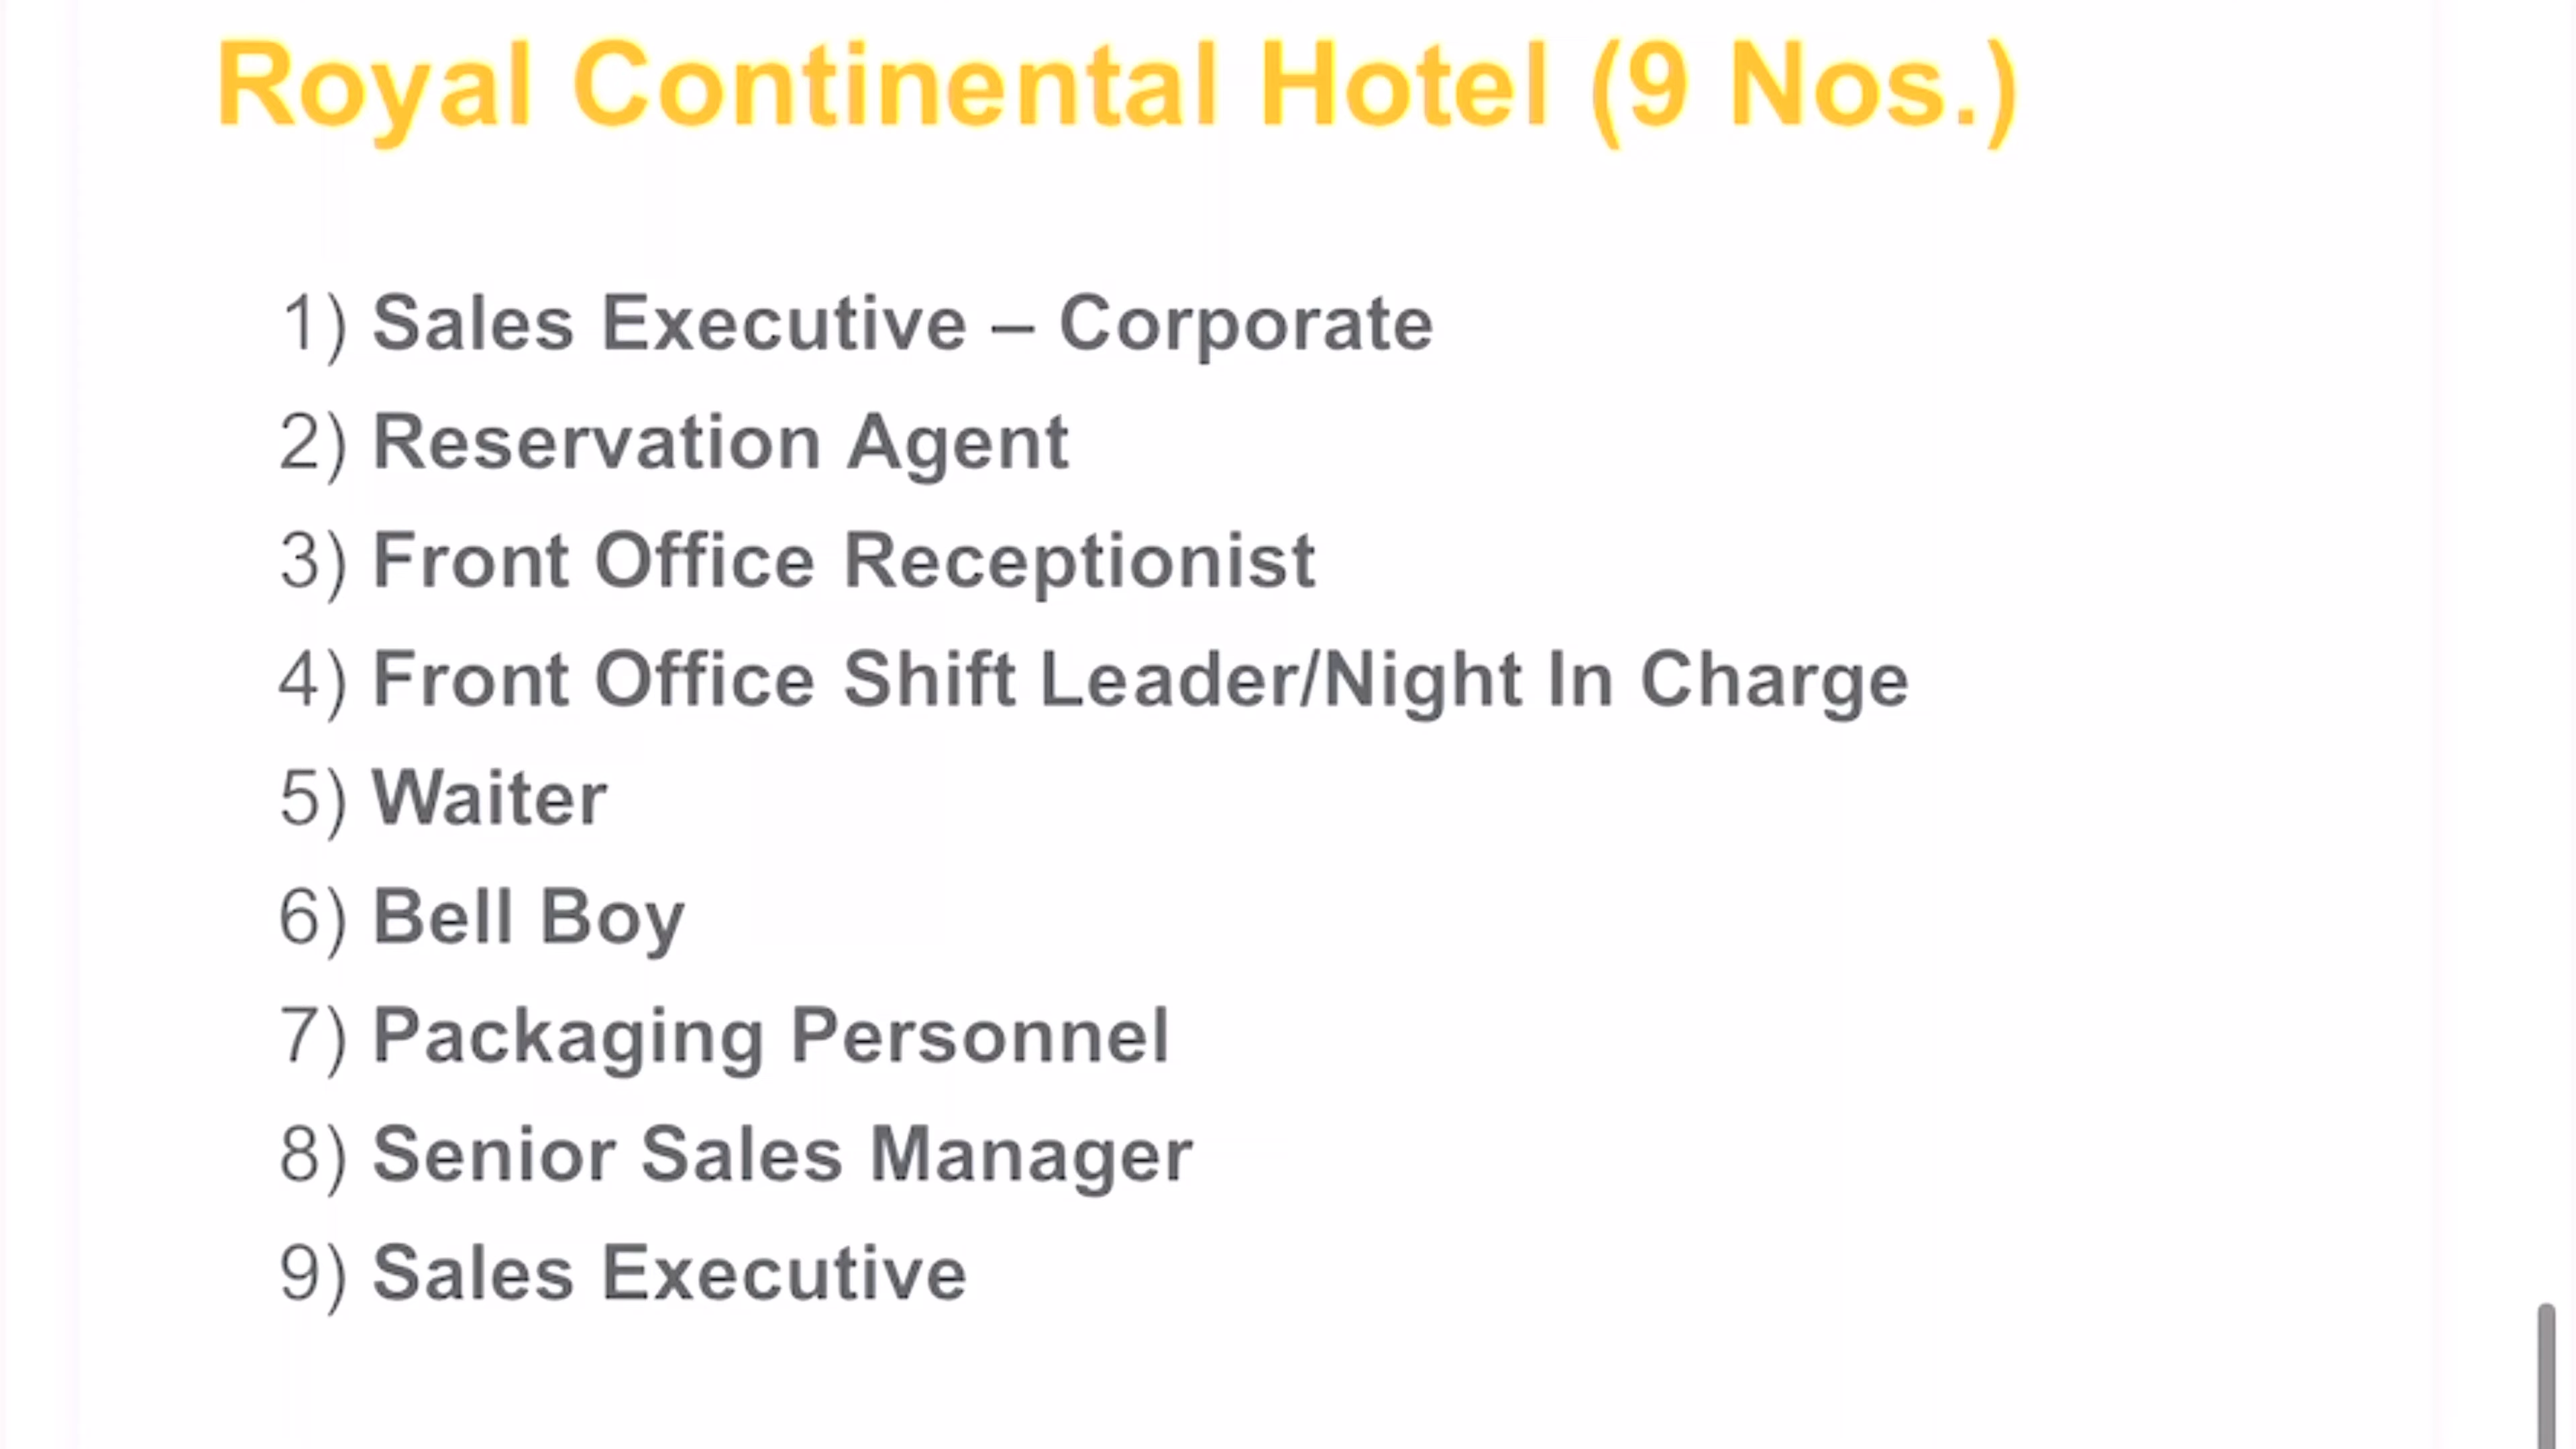 Royal Continental Hotel (9 Nos.)
1) Sales Executive – Corporate
2) Reservation Agent
3) Front Office Receptionist
4) Front Office Shift Leader/Night In Charge
5) Waiter
6) Bell Boy
7) Packaging Personnel
8) Senior Sales Manager
9) Sales Executive